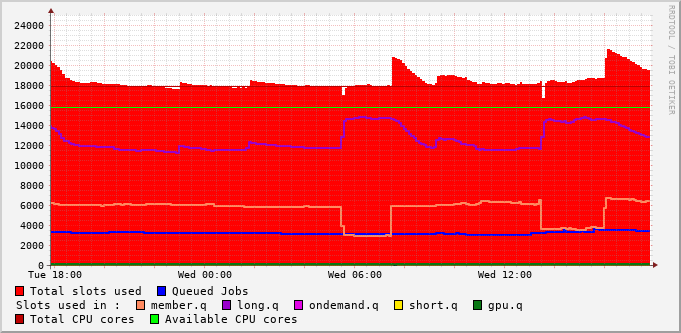 RRDTOOL / TOBI OETIKER
24000
22000
20000
18000
16000
14000
12000
10000
8000
6000
4000
2000
0
Tue 18:00 Wed 00:00 Wed 06:00 Wed 12:00
Total slots used Queued Jobs
Slots used in : member.q long.q ondemand.q short.q gpu.q
Total CPU cores Available CPU cores